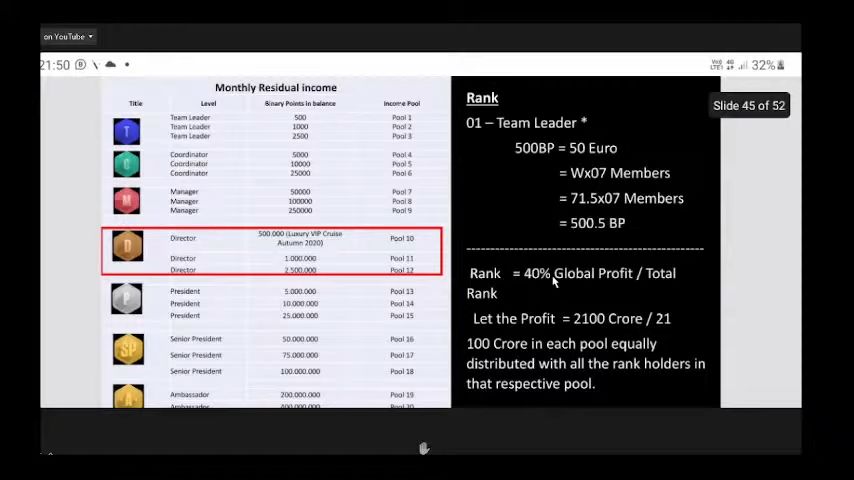 on YouTube
21:50
32%
Monthly Residual income
Title Level Binary Points in balance Income Pool
T Team Leader 500 Pool 1
Team Leader 1000 Pool 2
Team Leader 2500 Pool 3
C Coordinator 5000 Pool 4
Coordinator 10000 Pool 5
Coordinator 25000 Pool 6
M Manager 50000 Pool 7
Manager 100000 Pool 8
Manager 250000 Pool 9
D Director 500.000 (Luxury VIP Cruise Autumn 2020) Pool 10
Director 1.000.000 Pool 11
Director 2.500.000 Pool 12
P President 5.000.000 Pool 13
President 10.000.000 Pool 14
President 25.000.000 Pool 15
SP Senior President 50.000.000 Pool 16
Senior President 75.000.000 Pool 17
Senior President 100.000.000 Pool 18
A Ambassador 200.000.000 Pool 19
Ambassador 400.000.000 Pool 20
Slide 45 of 52
Rank
01 – Team Leader *
500BP = 50 Euro
= Wx07 Members
= 71.5x07 Members
= 500.5 BP
Rank = 40% Global Profit / Total
Rank
Let the Profit = 2100 Crore / 21
100 Crore in each pool equally
distributed with all the rank holders in
that respective pool.